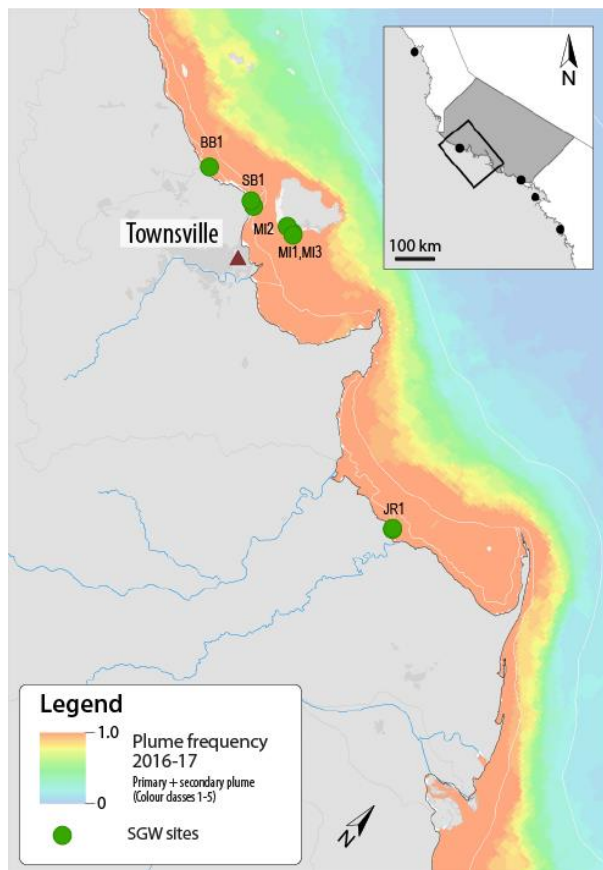 N
100 km
BB1
SB1
MI2
Townsville
MI1,MI3
JR1
Legend
1.0
Plume frequency
2016-17
Primary + secondary plume
(Colour classes 1-5)
0
SGW sites
N